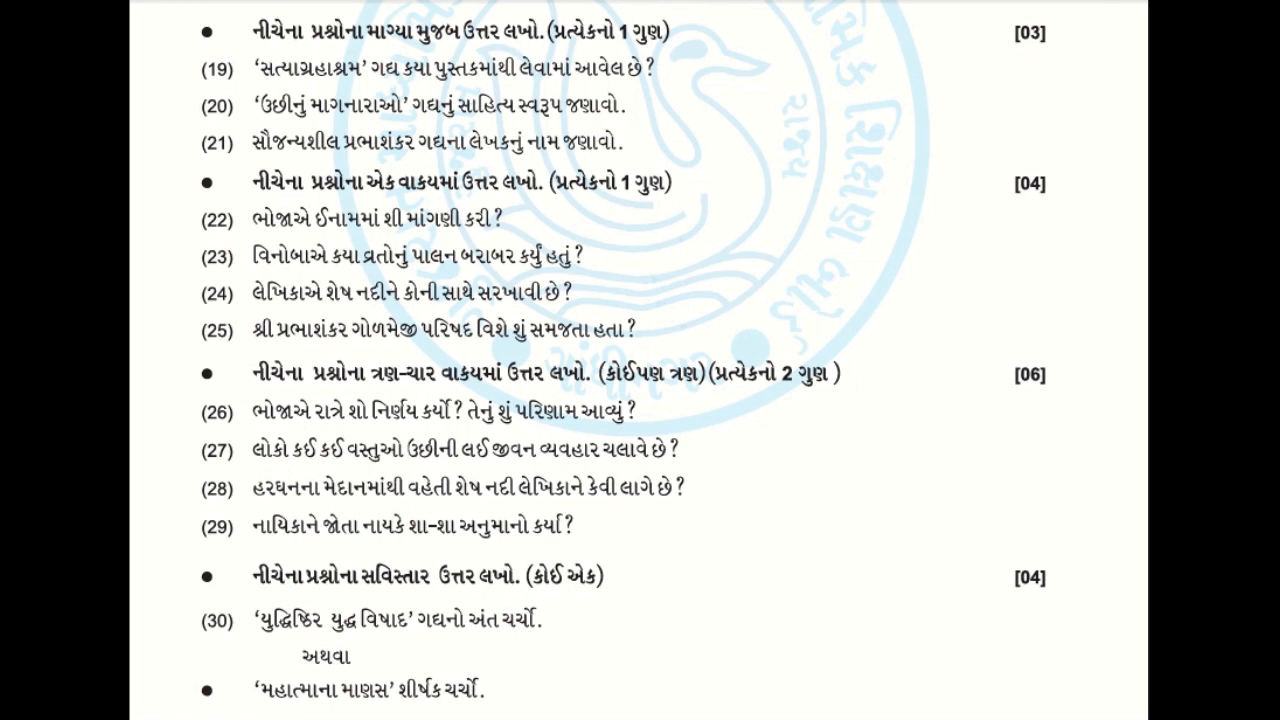 ● નીચેના પ્રશ્નોના માગ્યા મુજબ ઉત્તર લખો. (પ્રત્યેકનો 1 ગુણ) [03]
(19) ‘સત્યાગ્રહાશ્રમ’ ગદ્ય કયા પુસ્તકમાંથી લેવામાં આવેલ છે ?
(20) ‘ઉછીનું માગનારાઓ’ ગદ્યનું સાહિત્ય સ્વરૂપ જણાવો.
(21) સૌજન્યશીલ પ્રભાશંકર ગદ્યના લેખકનું નામ જણાવો.
● નીચેના પ્રશ્નોના એક વાક્યમાં ઉત્તર લખો. (પ્રત્યેકનો 1 ગુણ) [04]
(22) ભોજાએ ઈનામમાં શી માંગણી કરી ?
(23) વિનોબાએ કયા વ્રતોનું પાલન બરાબર કર્યું હતું ?
(24) લેખિકાએ શેષ નદીને કોની સાથે સરખાવી છે ?
(25) શ્રી પ્રભાશંકર ગોળમેજી પરિષદ વિશે શું સમજતા હતા ?
● નીચેના પ્રશ્નોના ત્રણ-ચાર વાક્યમાં ઉત્તર લખો. (કોઈપણ ત્રણ) (પ્રત્યેકનો 2 ગુણ ) [06]
(26) ભોજાએ રાત્રે શો નિર્ણય કર્યો ? તેનું શું પરિણામ આવ્યું ?
(27) લોકો કઈ કઈ વસ્તુઓ ઉછીની લઈ જીવન વ્યવહાર ચલાવે છે ?
(28) હરઘનના મેદાનમાંથી વહેતી શેષ નદી લેખિકાને કેવી લાગે છે ?
(29) નાયિકાને જોતા નાયકે શા-શા અનુમાનો કર્યા ?
● નીચેના પ્રશ્નોના સવિસ્તાર ઉત્તર લખો. (કોઈ એક) [04]
(30) ‘યુદ્ધિષ્ઠિર યુદ્ધ વિષાદ’ ગદ્યનો અંત ચર્ચો.
અથવા
● ‘મહાત્માના માણસ’ શીર્ષક ચર્ચો.